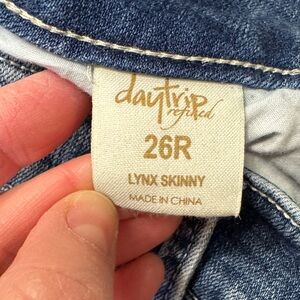 daytrip
refined
26R
LYNX SKINNY
MADE IN CHINA